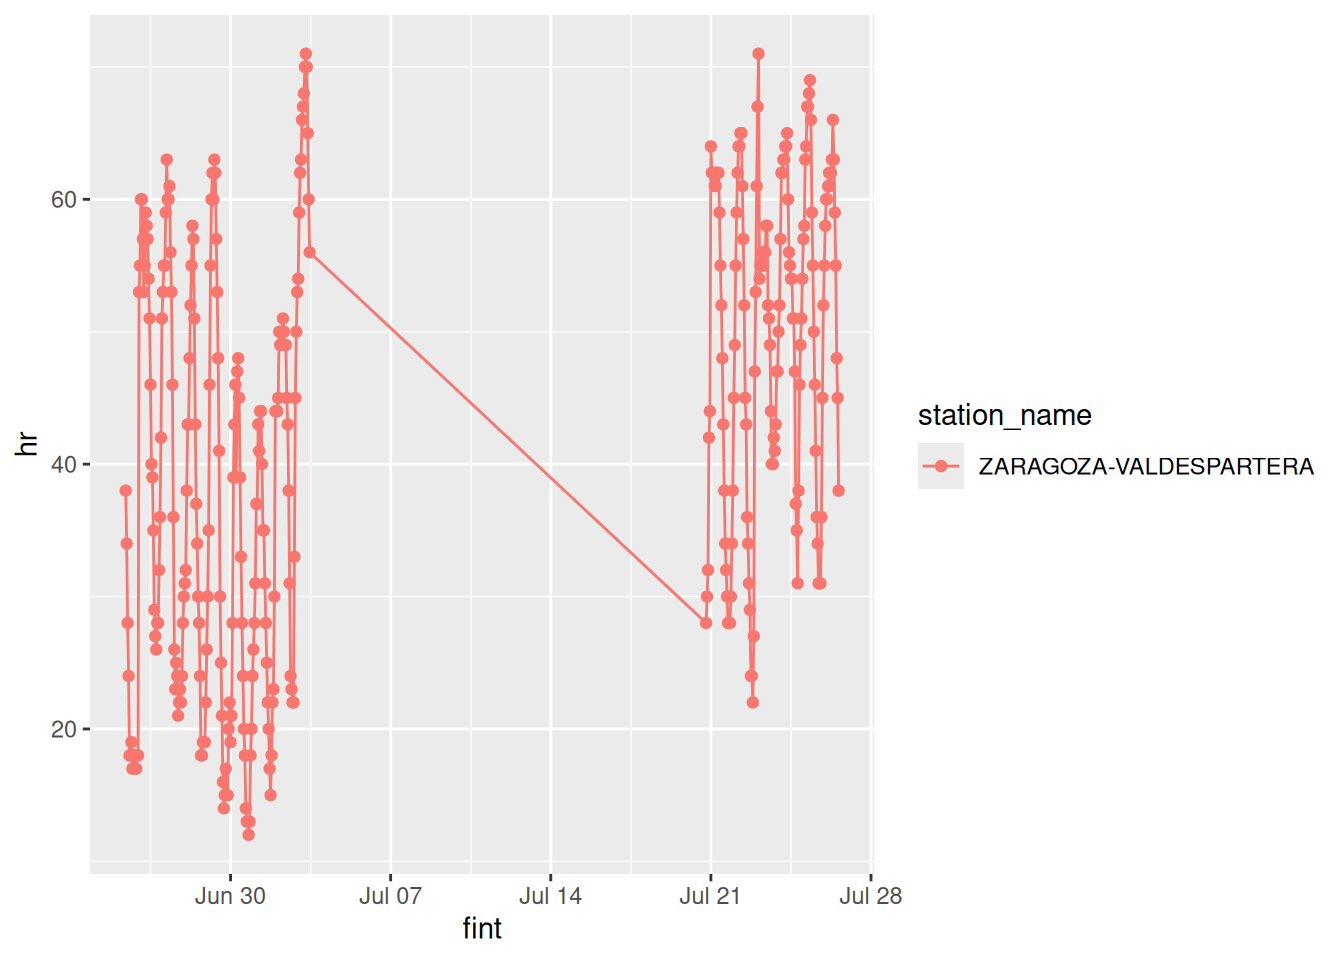 60
40
20
hr
Jun 30
Jul 07
Jul 14
Jul 21
Jul 28
fint
station_name
ZARAGOZA-VALDESPARTERA